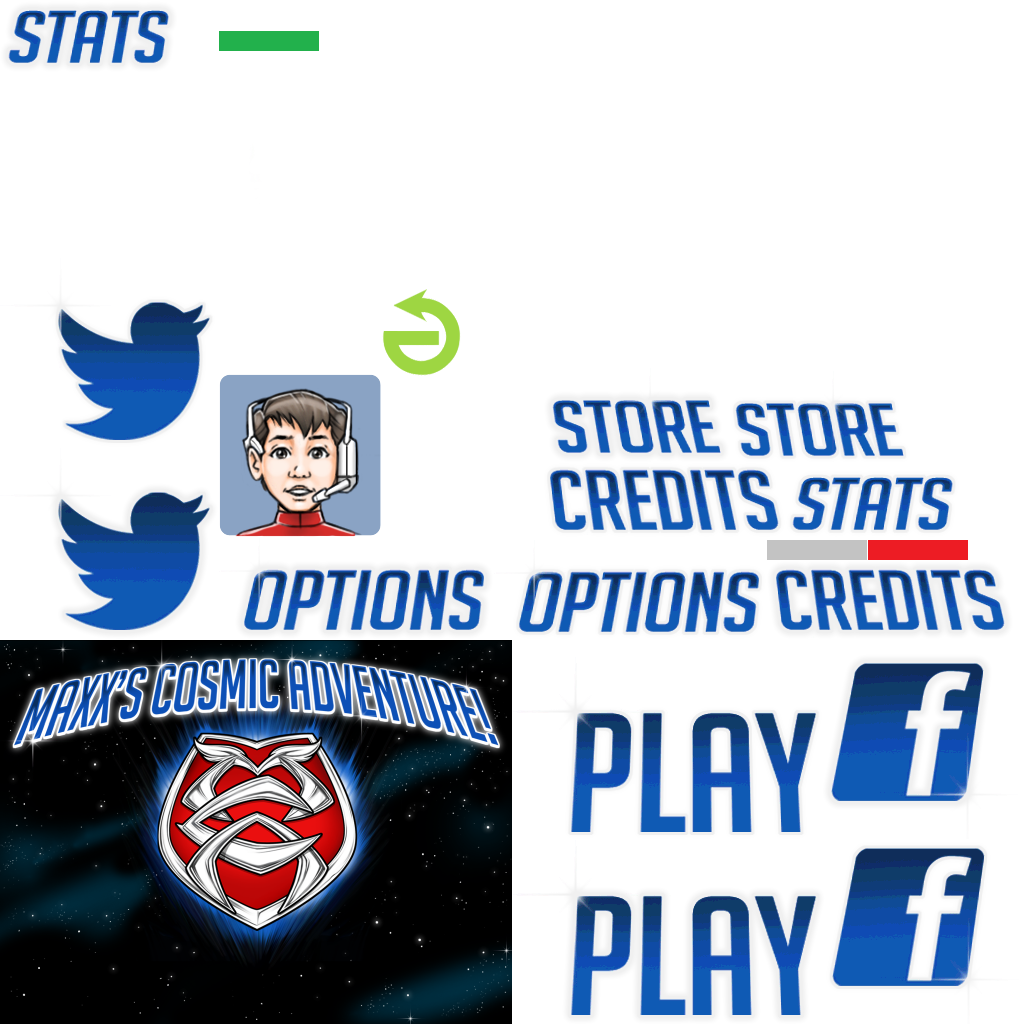 STATS
STORE STORE
CREDITS STATS
OPTIONS OPTIONS CREDITS
MAXX'S COSMIC ADVENTURE!
PLAY f
PLAY f